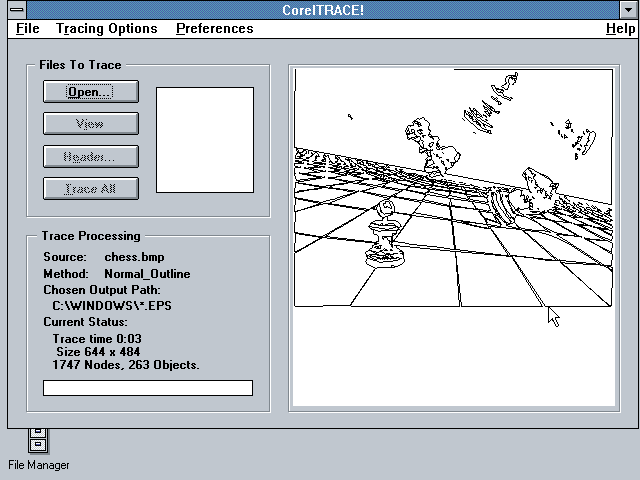 CorelTRACE!
File Tracing Options Preferences Help
Files To Trace
Open...
View
Header...
Trace All
Trace Processing
Source: chess.bmp
Method: Normal_Outline
Chosen Output Path:
C:\WINDOWS\*.EPS
Current Status:
Trace time 0:03
Size 644 x 484
1747 Nodes, 263 Objects.
File Manager